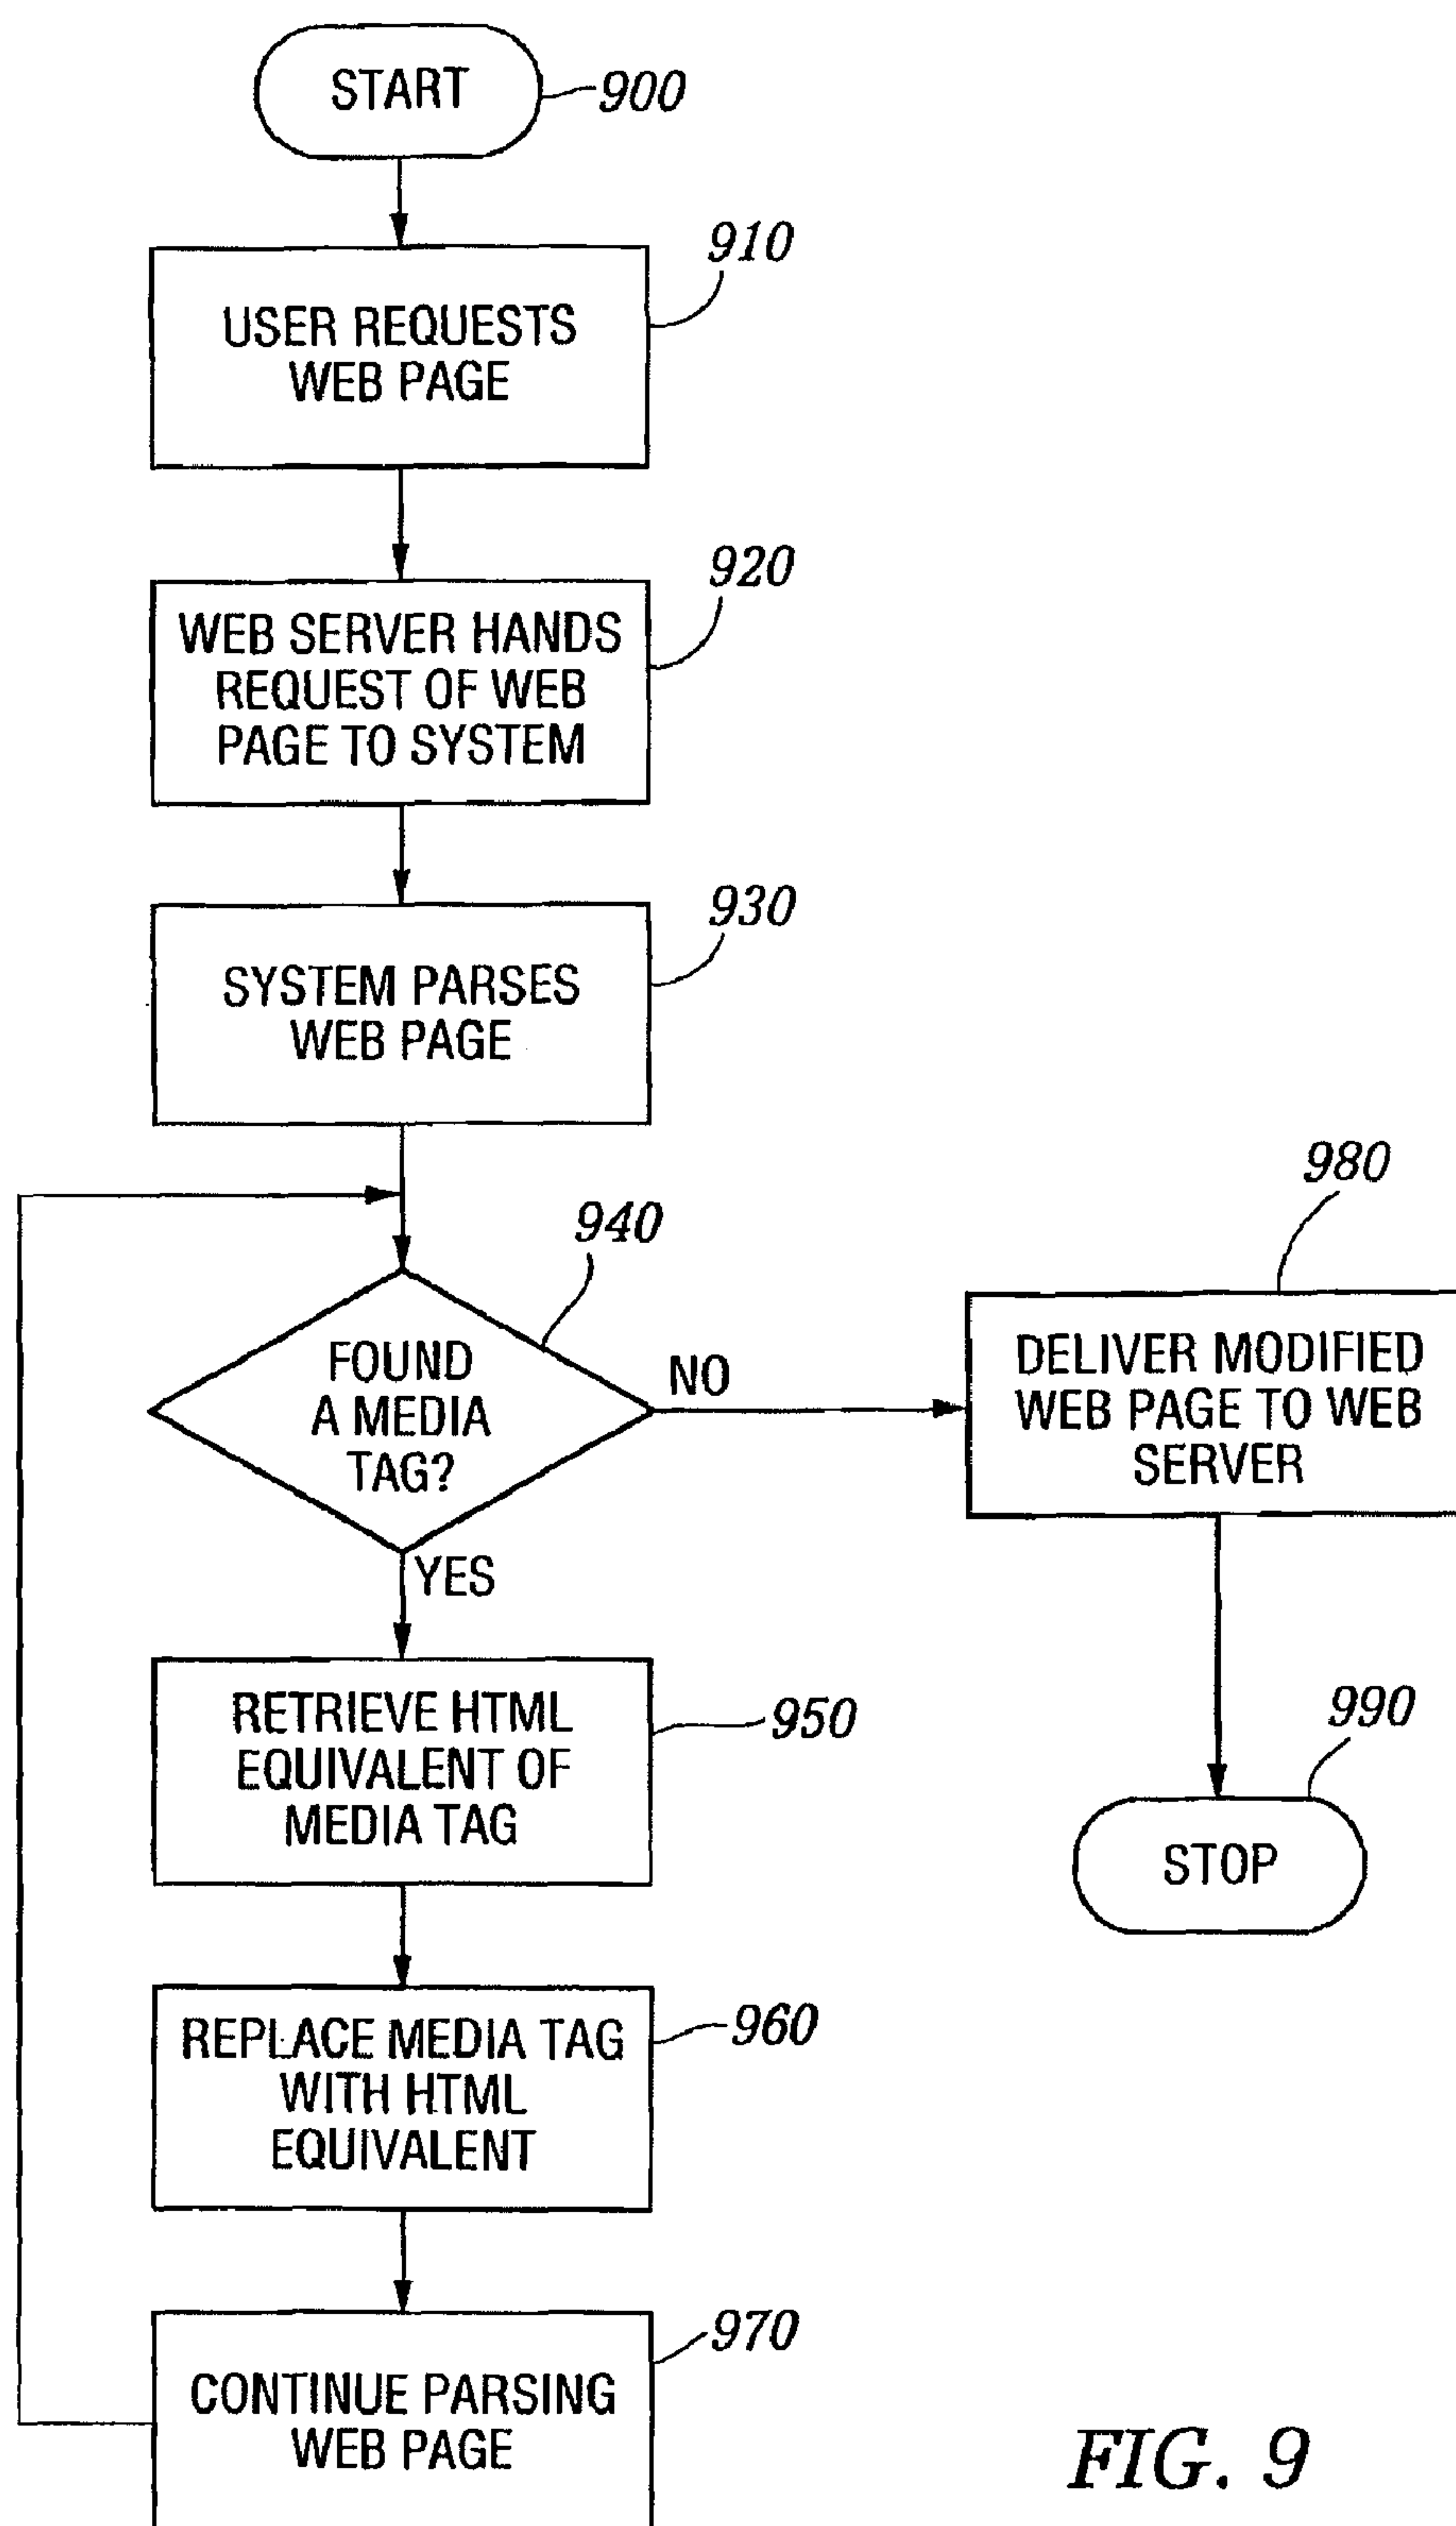 START
900
910
USER REQUESTS
WEB PAGE
920
WEB SERVER HANDS
REQUEST OF WEB
PAGE TO SYSTEM
930
SYSTEM PARSES
WEB PAGE
940
FOUND
A MEDIA
TAG?
NO
YES
980
DELIVER MODIFIED
WEB PAGE TO WEB
SERVER
990
STOP
RETRIEVE HTML
EQUIVALENT OF
MEDIA TAG
950
REPLACE MEDIA TAG
WITH HTML
EQUIVALENT
960
970
CONTINUE PARSING
WEB PAGE
FIG. 9